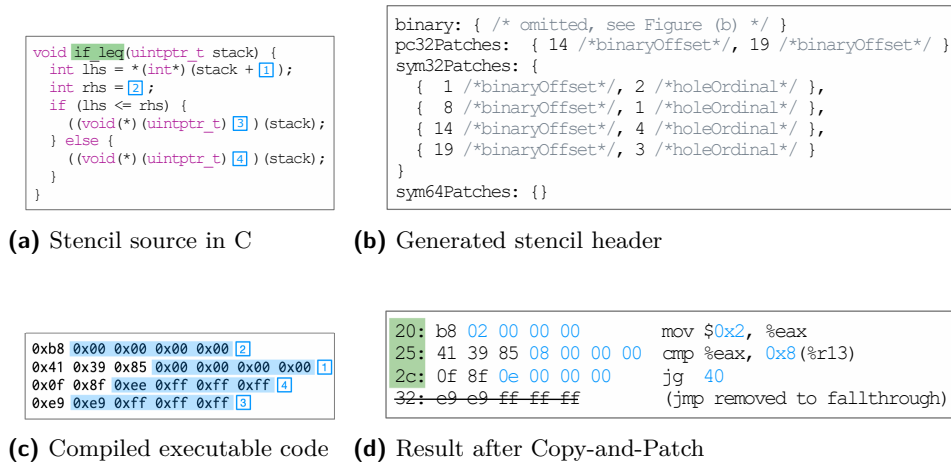 void if_leq(uintptr_t stack) {
int lhs = *(int*)(stack + 1);
int rhs = 2;
if (lhs <= rhs) {
((void(*)(uintptr_t) 3 )(stack);
} else {
((void(*)(uintptr_t) 4 )(stack);
}
}
(a) Stencil source in C
binary: { /* omitted, see Figure (b) */ }
pc32Patches: { 14 /*binaryOffset*/, 19 /*binaryOffset*/ }
sym32Patches: {
{ 1 /*binaryOffset*/, 2 /*holeOrdinal*/ },
{ 8 /*binaryOffset*/, 1 /*holeOrdinal*/ },
{ 14 /*binaryOffset*/, 4 /*holeOrdinal*/ },
{ 19 /*binaryOffset*/, 3 /*holeOrdinal*/ }
}
sym64Patches: {}
(b) Generated stencil header
0xb8 0x00 0x00 0x00 0x00 2
0x41 0x39 0x85 0x00 0x00 0x00 0x00 1
0x0f 0x8f 0xee 0xff 0xff 0xff 4
0xe9 0xe9 0xff 0xff 0xff 3
(c) Compiled executable code
20: b8 02 00 00 00 mov $0x2, %eax
25: 41 39 85 08 00 00 00 cmp %eax, 0x8(%r13)
2c: 0f 8f 0e 00 00 00 jg 40
32: e9 e9 ff ff ff (jmp removed to fallthrough)
(d) Result after Copy-and-Patch